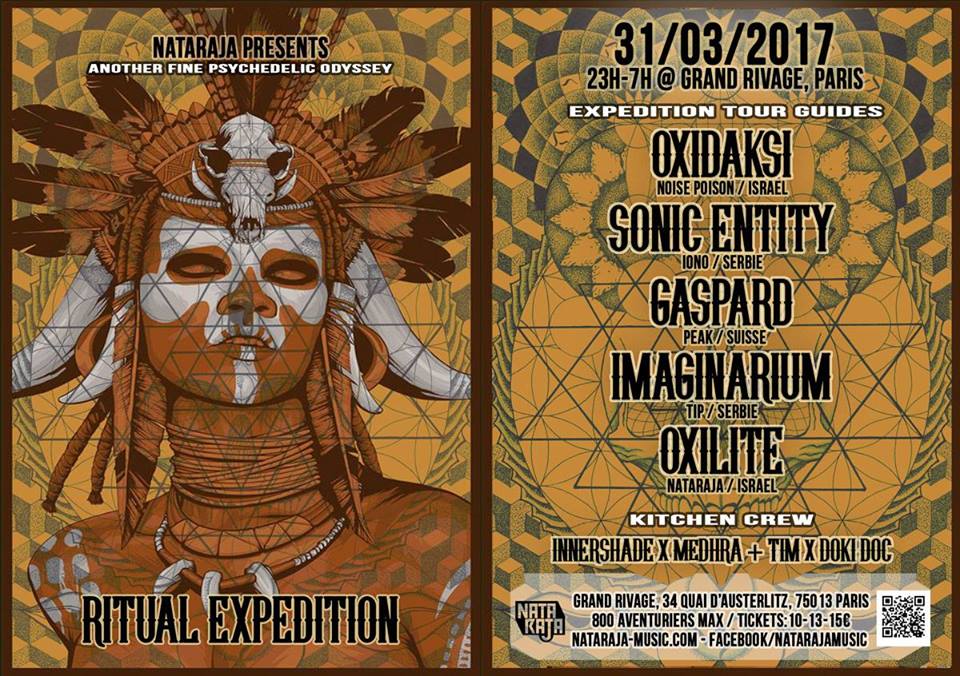 NATARAJA PRESENTS
ANOTHER FINE PSYCHEDELIC ODYSSEY
RITUAL EXPEDITION
31/03/2017
23H-7H @ GRAND RIVAGE, PARIS
EXPEDITION TOUR GUIDES
OXIDAKSI
NOISE POISON / ISRAEL
SONIC ENTITY
IONO / SERBIE
GASPARD
PEAK / SUISSE
IMAGINARIUM
TIP / SERBIE
OXILITE
NATARAJA / ISRAEL
KITCHEN CREW
INNERSHADE X MEDHRA + TIM X DOKI DOC
NATA
RAJA
GRAND RIVAGE, 34 QUAI D'AUSTERLITZ, 75013 PARIS
800 AVENTURIERS MAX / TICKETS: 10-13-15€
NATARAJA-MUSIC.COM - FACEBOOK/NATARAJAMUSIC